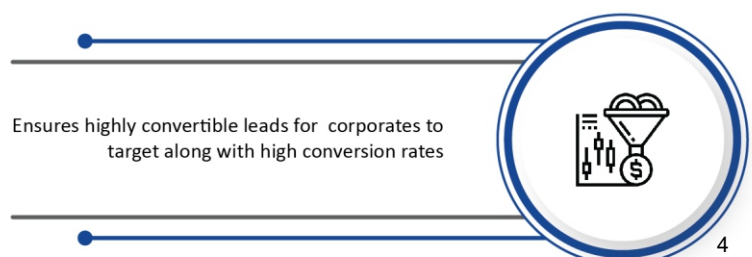 Ensures highly convertible leads for  corporates to
target along with high conversion rates
$
4